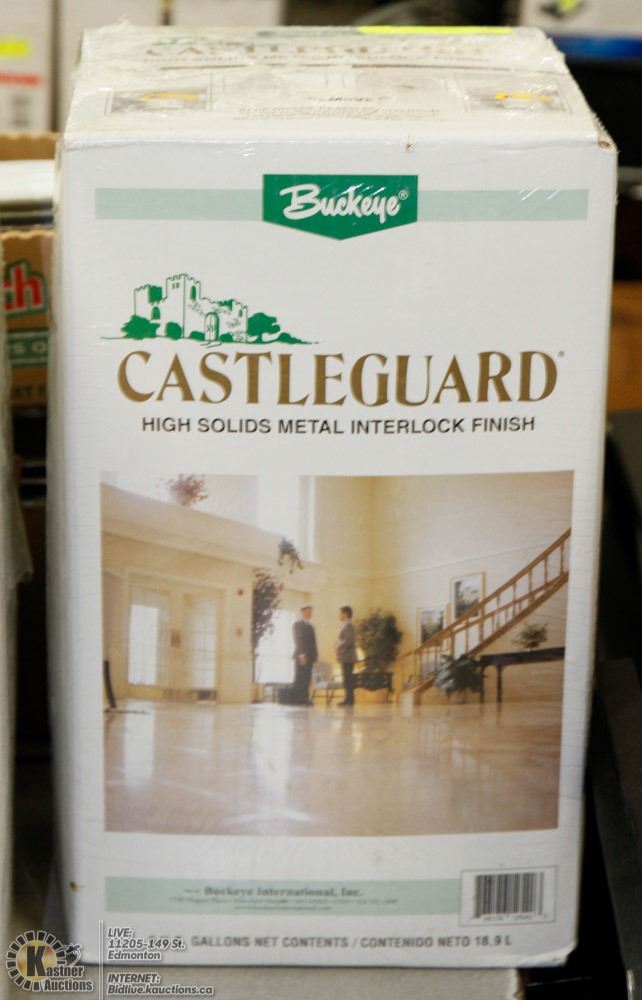 CASTLEGUARD
Buckeye®
CASTLEGUARD®
HIGH SOLIDS METAL INTERLOCK FINISH
h
Buckeye International, Inc.
GALLONS NET CONTENTS / CONTENIDO NETO 18.9 L
Kastner
Auctions
LIVE:
11205-149 St.
Edmonton
INTERNET:
Bidlive.kauctions.ca